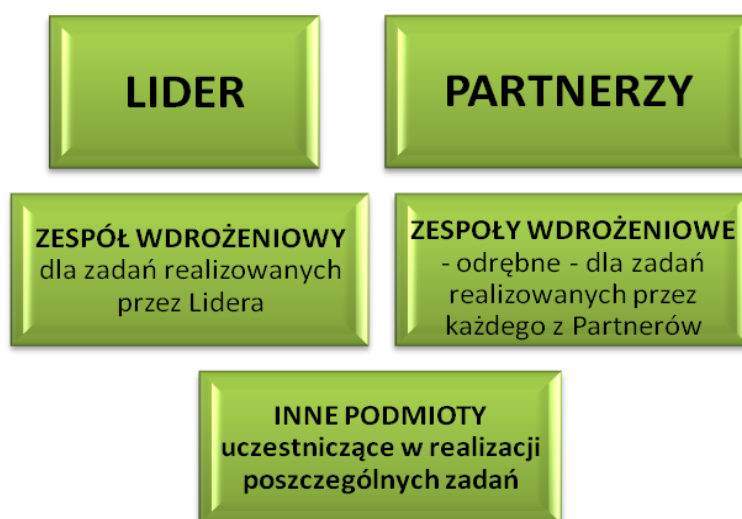 LIDER
PARTNERZY
ZESPÓŁ WDROŻENIOWY
dla zadań realizowanych
przez Lidera
ZESPOŁY WDROŻENIOWE
- odrębne - dla zadań
realizowanych przez
każdego z Partnerów
INNE PODMIOTY
uczestniczące w realizacji
poszczególnych zadań